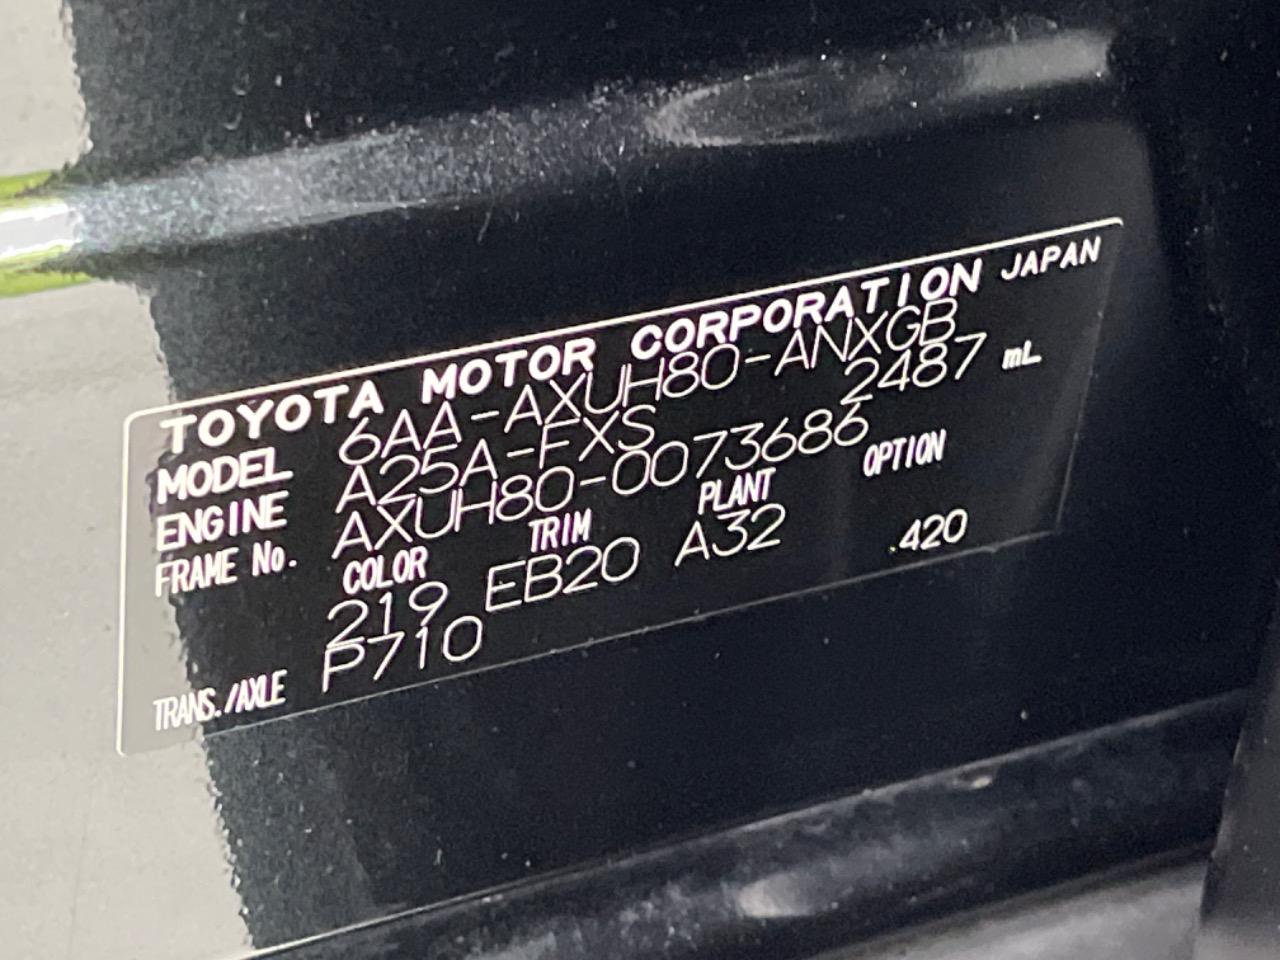 TOYOTA MOTOR CORPORATION JAPAN
MODEL 6AA-AXUH80-ANXGB
ENGINE A25A-FXS 2487 mL
FRAME No. AXUH80-0073686
COLOR TRIM PLANT OPTION
219 EB20 A32 .420
TRANS./AXLE P710